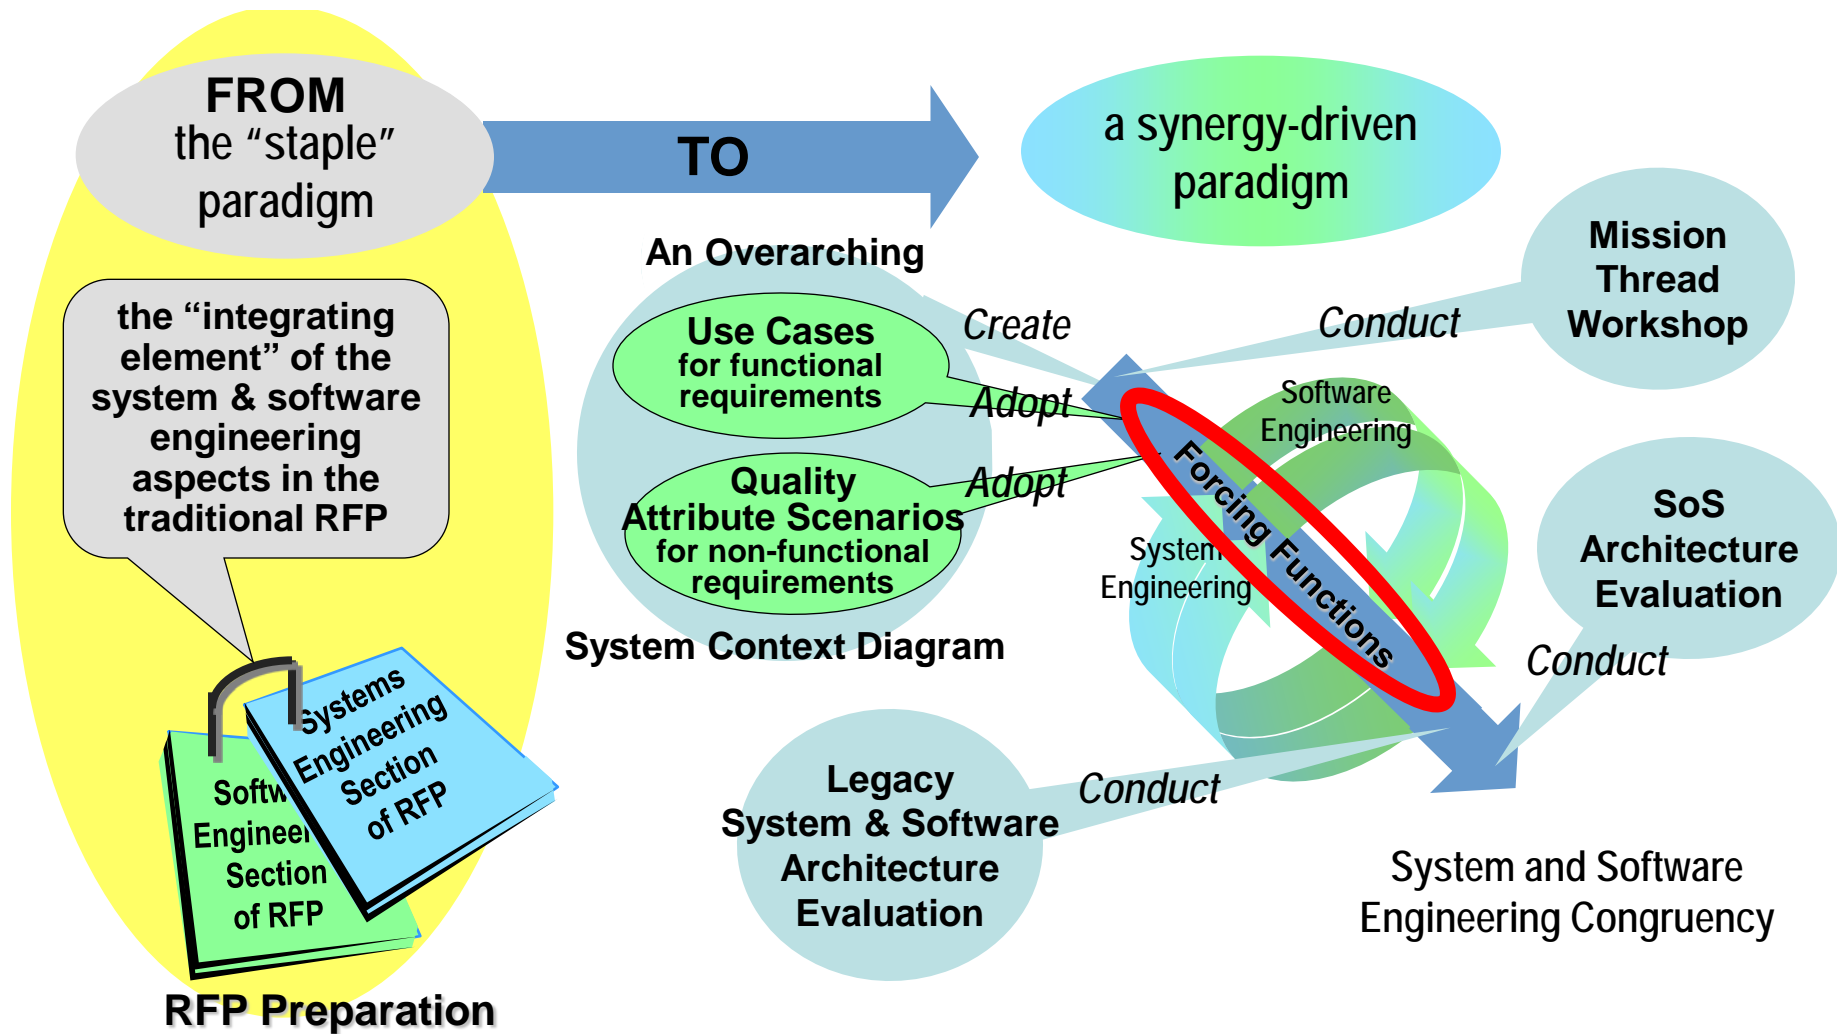 FROM
the “staple”
paradigm
TO
a synergy-driven
paradigm
the “integrating
element” of the
system & software
engineering
aspects in the
traditional RFP
Systems
Engineering
Section
of RFP
Softw
Engineer
Section
of RFP
RFP Preparation
An Overarching
Use Cases
for functional
requirements
Quality
Attribute Scenarios
for non-functional
requirements
System Context Diagram
Create
Adopt
Adopt
Conduct
Mission
Thread
Workshop
Software
Engineering
System
Engineering
Forcing Functions
SoS
Architecture
Evaluation
Conduct
Legacy
System & Software
Architecture
Evaluation
Conduct
System and Software
Engineering Congruency